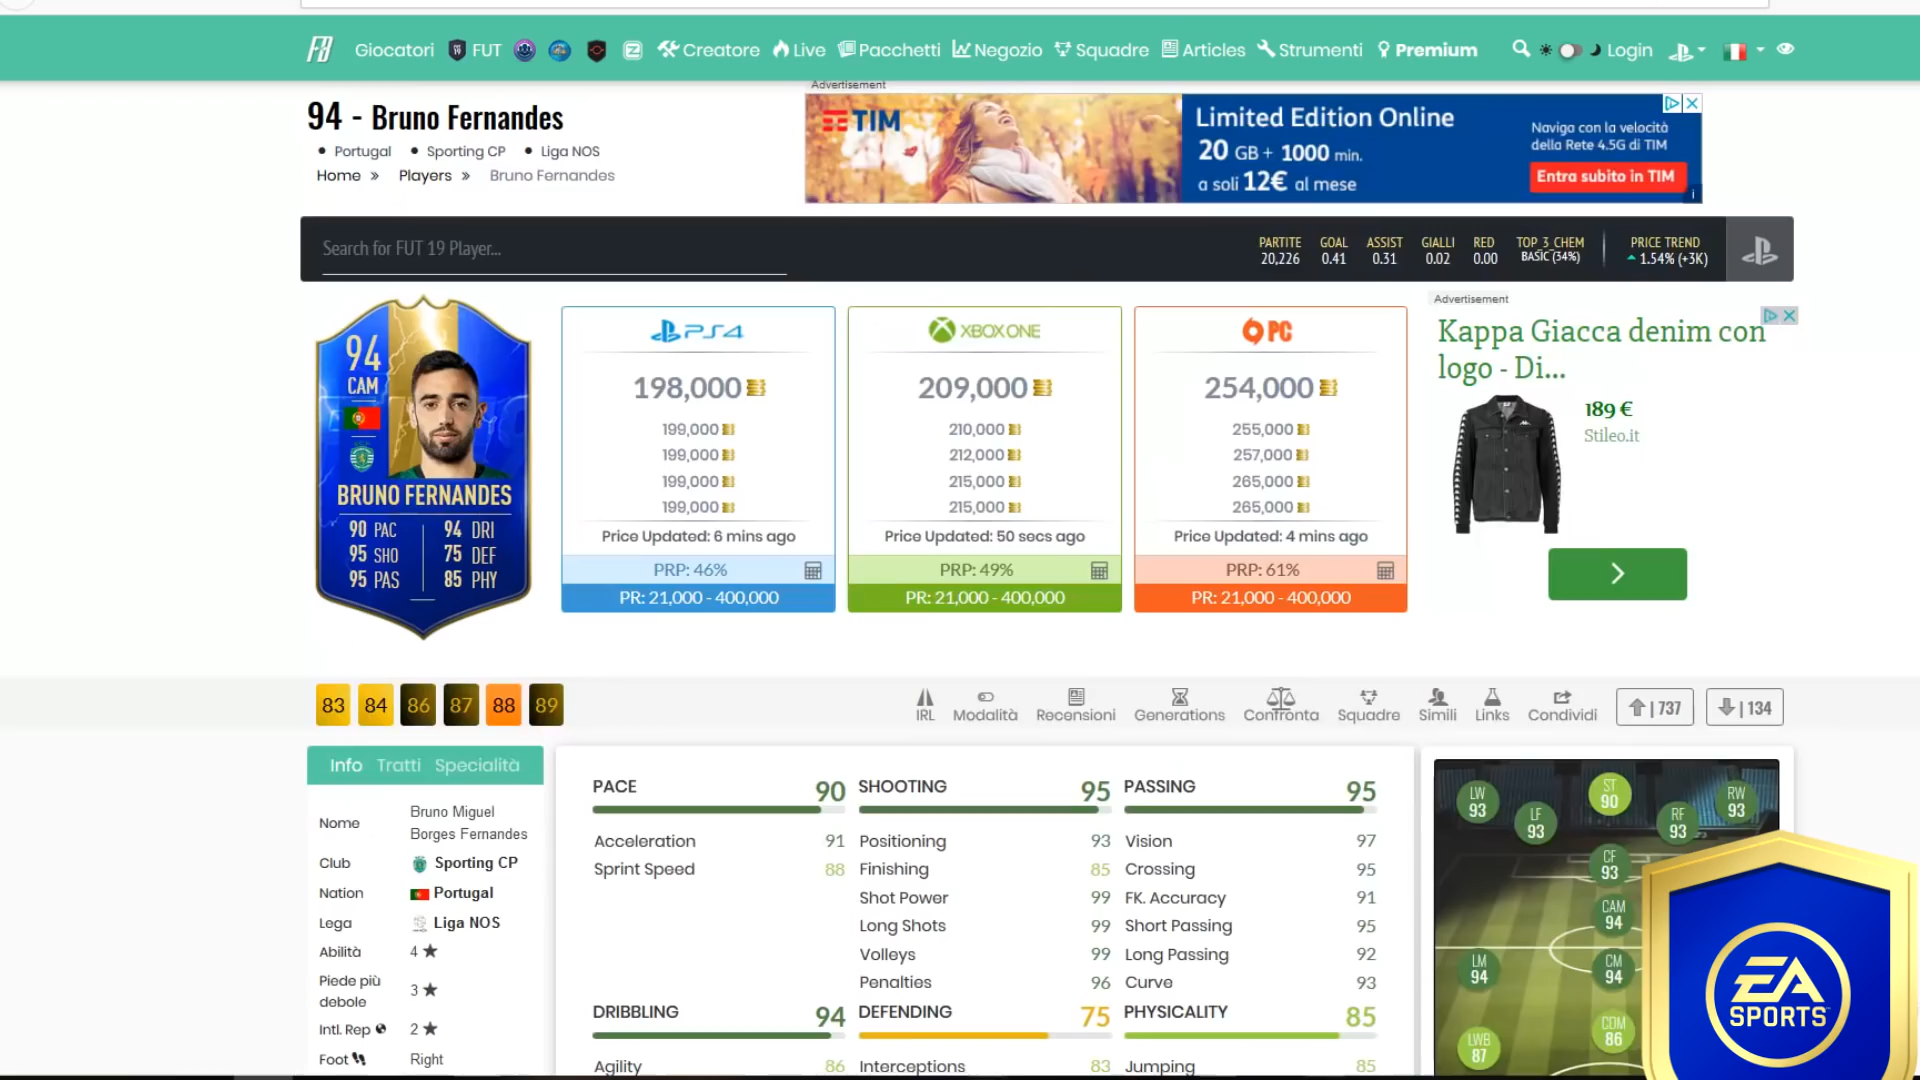 FB Giocatori FUT Creatore Live Pacchetti Negozio Squadre Articles Strumenti Premium Login
94 - Bruno Fernandes
Portugal Sporting CP Liga NOS
Home » Players » Bruno Fernandes
Advertisement
TIM
Limited Edition Online
20 GB + 1000 min.
a soli 12€ al mese
Naviga con la velocità
della Rete 4.5G di TIM
Entra subito in TIM
Search for FUT 19 Player...
PARTITE GOAL ASSIST GIALLI RED TOP_3_CHEM PRICE TREND
20,226 0.41 0.31 0.02 0.00 BASIC (34%) 1.54% (+3K)
94
CAM
BRUNO FERNANDES
90 PAC 94 DRI
95 SHO 75 DEF
95 PAS 85 PHY
PS4
198,000
199,000
199,000
199,000
199,000
Price Updated: 6 mins ago
PRP: 46%
PR: 21,000 - 400,000
XBOX ONE
209,000
210,000
212,000
215,000
215,000
Price Updated: 50 secs ago
PRP: 49%
PR: 21,000 - 400,000
PC
254,000
255,000
257,000
265,000
265,000
Price Updated: 4 mins ago
PRP: 61%
PR: 21,000 - 400,000
Advertisement
Kappa Giacca denim con
logo - Di...
189 €
Stileo.it
83 84 86 87 88 89
IRL Modalità Recensioni Generations Confronta Squadre Simili Links Condividi | 737 | 134
Info Tratti Specialità
Nome Bruno Miguel
Borges Fernandes
Club Sporting CP
Nation Portugal
Lega Liga NOS
Abilità 4 ★
Piede più
debole 3 ★
Intl. Rep 2 ★
Foot Right
PACE 90
Acceleration 91
Sprint Speed 88
SHOOTING 95
Positioning 93
Finishing 85
Shot Power 99
Long Shots 99
Volleys 99
Penalties 96
PASSING 95
Vision 97
Crossing 95
FK. Accuracy 91
Short Passing 95
Long Passing 92
Curve 93
DRIBBLING 94
Agility 86
DEFENDING 75
Interceptions 83
PHYSICALITY 85
Jumping 85
LW
93
LF
93
ST
90
RF
93
RW
93
CF
93
CAM
94
LM
94
CM
94
LWB
87
CDM
86
EA
SPORTS